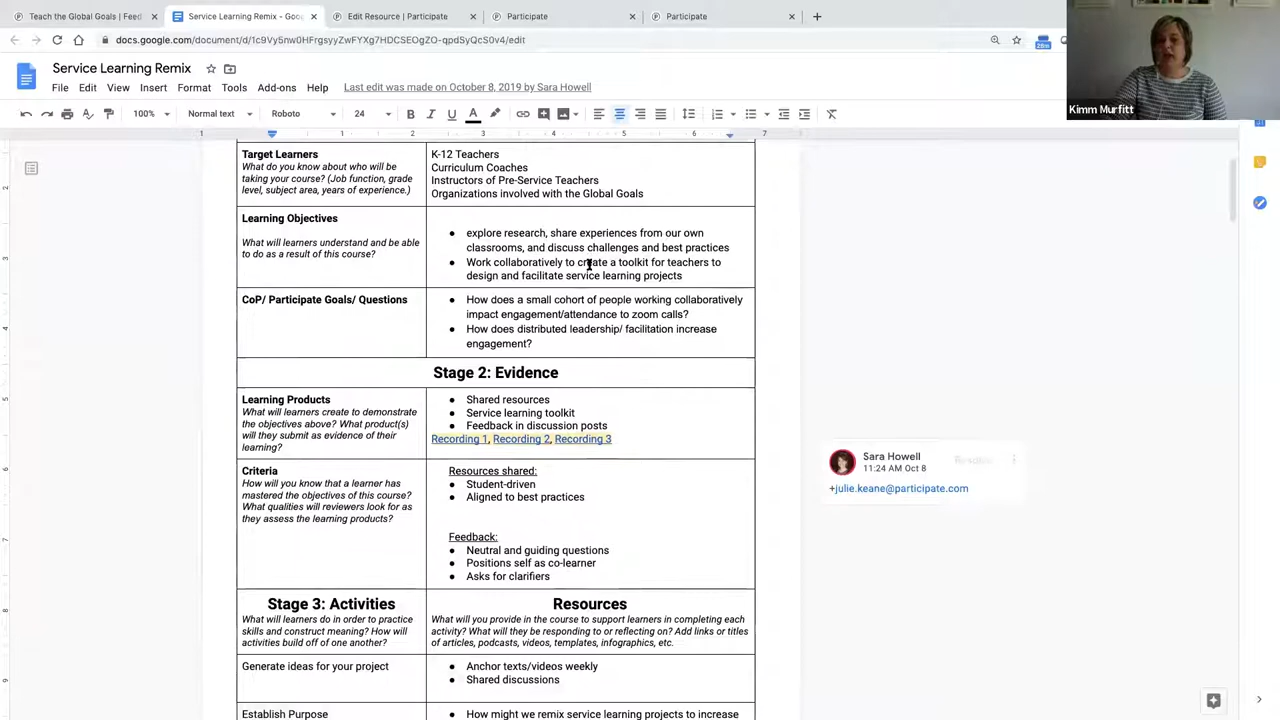 Teach the Global Goals | Feed
Service Learning Remix - Goo
Edit Resource | Participate
Participate
Participate
docs.google.com/document/d/1c9Vy5nw0HFrgsyyZwFYXg7HDCSEOgZO-qpdSyQcS0v4/edit
Service Learning Remix
File Edit View Insert Format Tools Add-ons Help Last edit was made on October 8, 2019 by Sara Howell
Kimm Murfitt
100% Normal text Roboto 24 B I U A
1 1 2 3 4 5 6 7
Target Learners
What do you know about who will be
taking your course? (Job function, grade
level, subject area, years of experience.)
K-12 Teachers
Curriculum Coaches
Instructors of Pre-Service Teachers
Organizations involved with the Global Goals
Learning Objectives
What will learners understand and be able
to do as a result of this course?
explore research, share experiences from our own
classrooms, and discuss challenges and best practices
Work collaboratively to create a toolkit for teachers to
design and facilitate service learning projects
CoP/ Participate Goals/ Questions
How does a small cohort of people working collaboratively
impact engagement/attendance to zoom calls?
How does distributed leadership/ facilitation increase
engagement?
Stage 2: Evidence
Learning Products
What will learners create to demonstrate
the objectives above? What product(s)
will they submit as evidence of their
learning?
Shared resources
Service learning toolkit
Feedback in discussion posts
Recording 1, Recording 2, Recording 3
Criteria
How will you know that a learner has
mastered the objectives of this course?
What qualities will reviewers look for as
they assess the learning products?
Resources shared:
Student-driven
Aligned to best practices
Feedback:
Neutral and guiding questions
Positions self as co-learner
Asks for clarifiers
Sara Howell
11:24 AM Oct 8
+julie.keane@participate.com
Stage 3: Activities
What will learners do in order to practice
skills and construct meaning? How will
activities build off of one another?
Resources
What will you provide in the course to support learners in completing each
activity? What will they be responding to or reflecting on? Add links or titles
of articles, podcasts, videos, templates, infographics, etc.
Generate ideas for your project
Anchor texts/videos weekly
Shared discussions
Establish Purpose
How might we remix service learning projects to increase